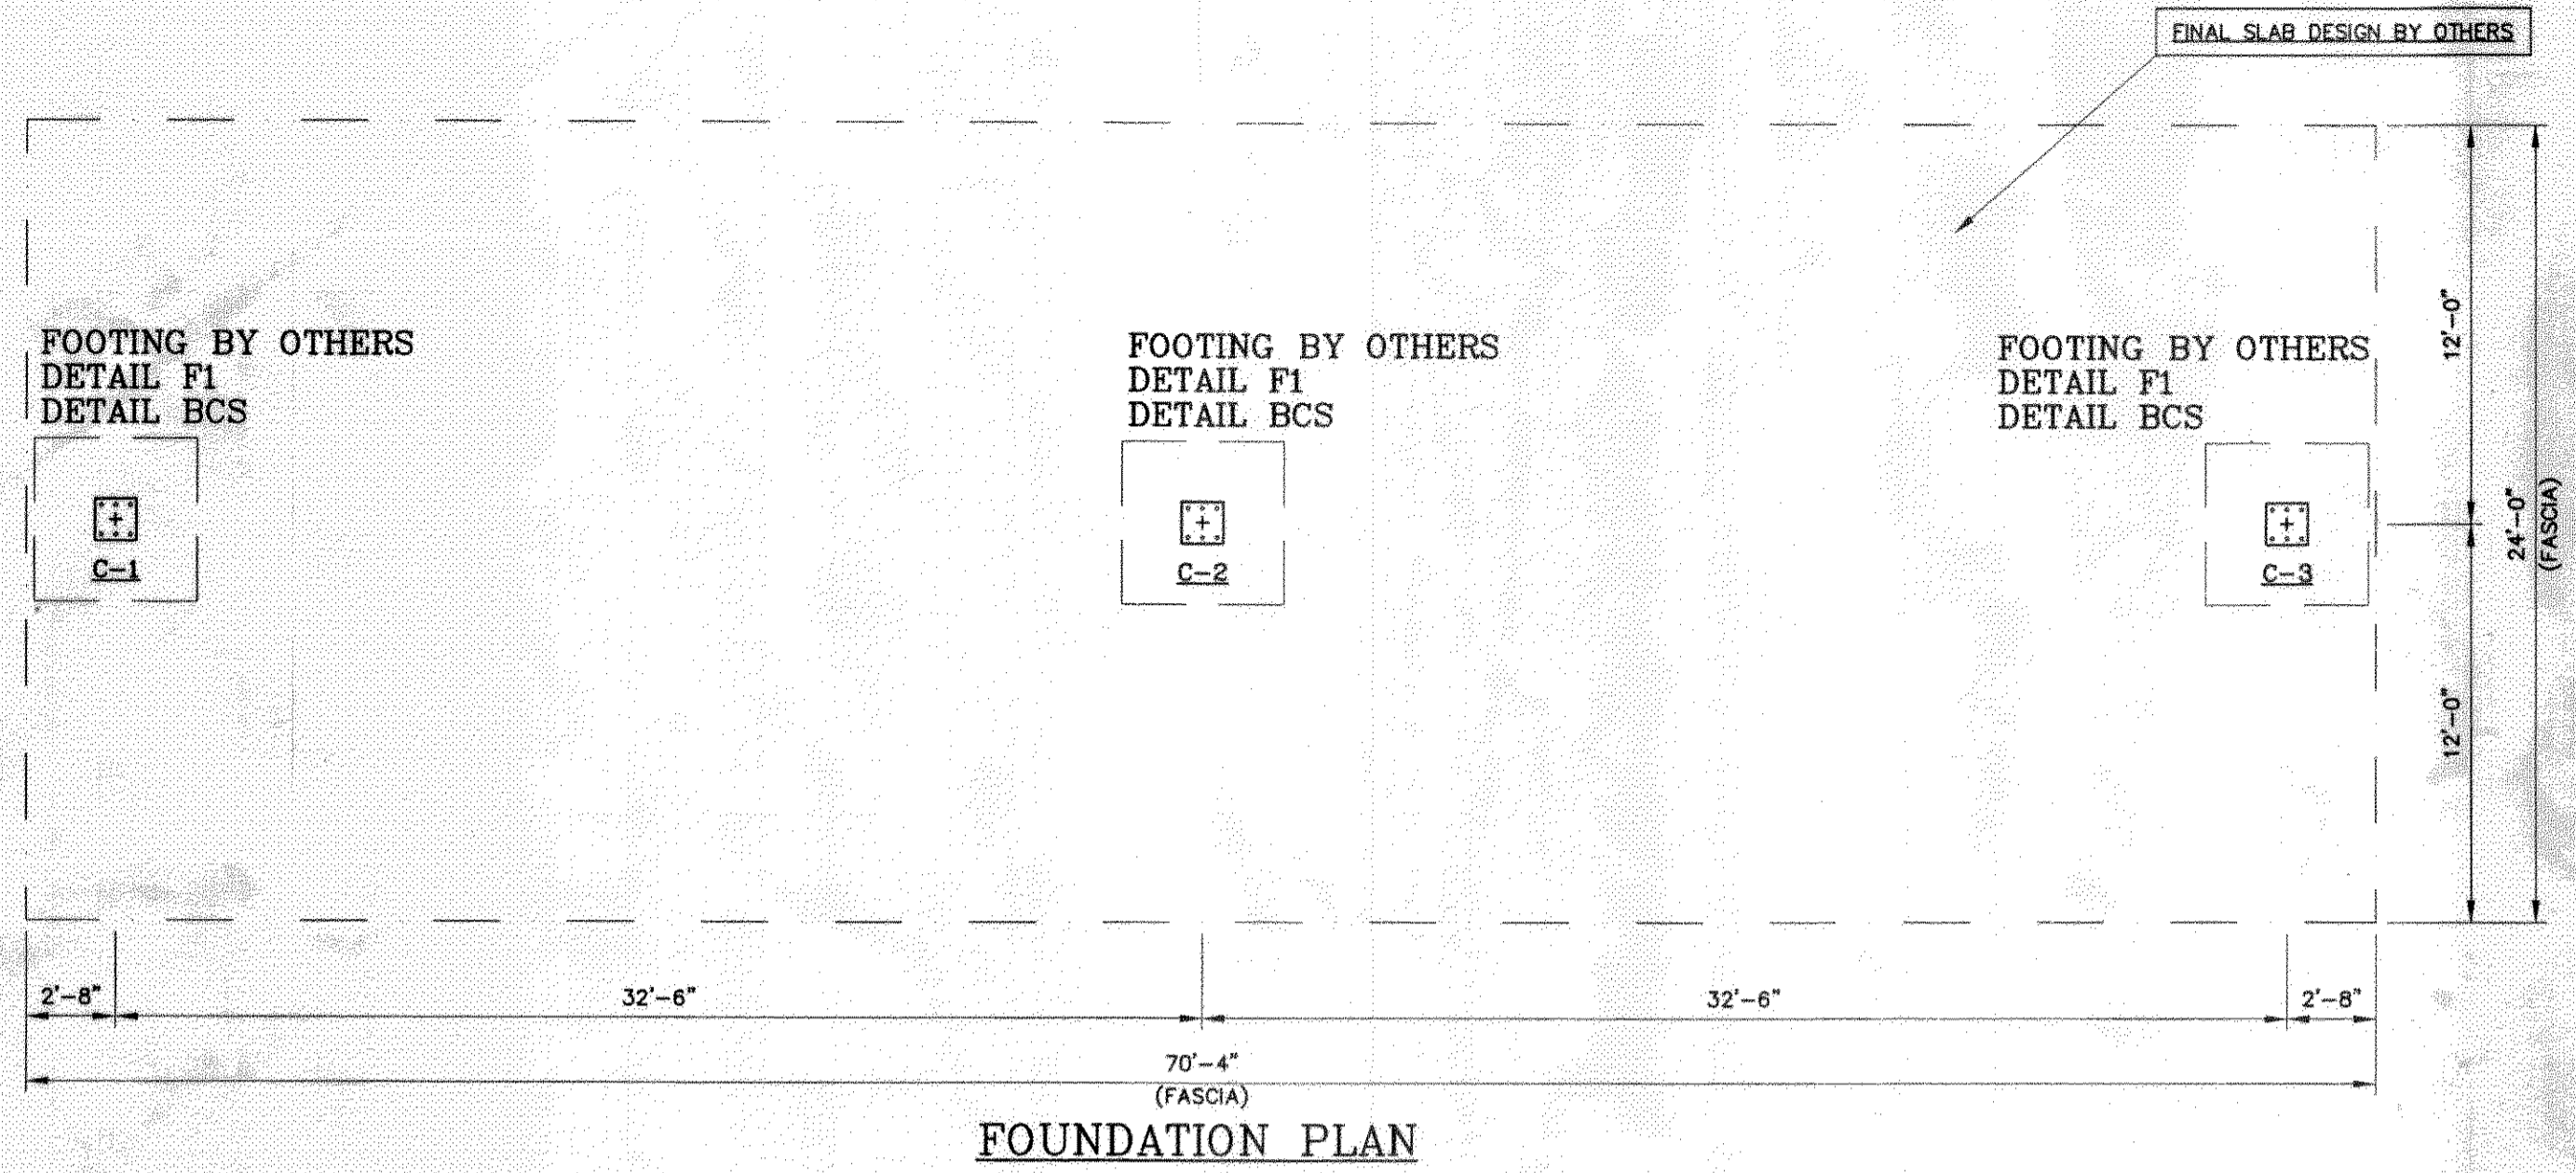 FINAL SLAB DESIGN BY OTHERS
FOOTING BY OTHERS
DETAIL F1
DETAIL BCS
C-1
FOOTING BY OTHERS
DETAIL F1
DETAIL BCS
C-2
FOOTING BY OTHERS
DETAIL F1
DETAIL BCS
C-3
12'-0"
12'-0"
24'-0"
(FASCIA)
2'-8"
32'-6"
32'-6"
2'-8"
70'-4"
(FASCIA)
FOUNDATION PLAN